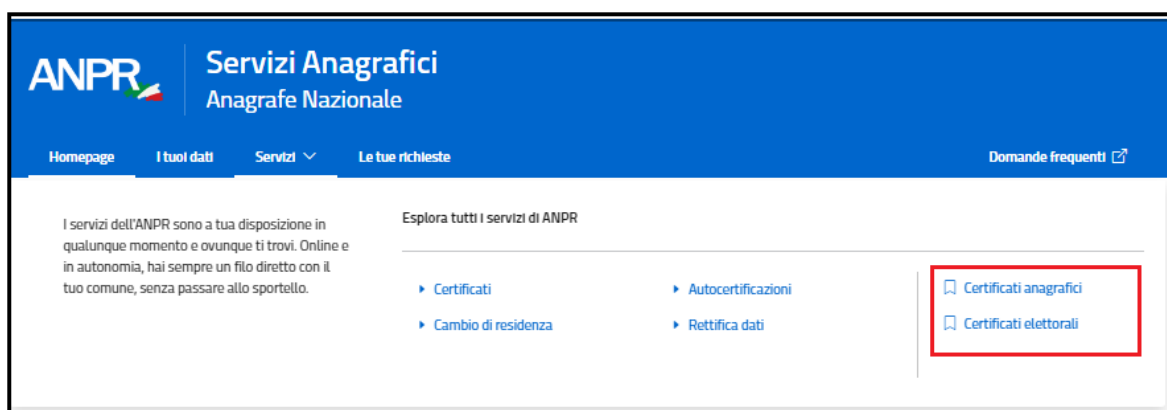 ANPR
Servizi Anagrafici
Anagrafe Nazionale
Homepage
I tuoi dati
Servizi
Le tue richieste
Domande frequenti
I servizi dell'ANPR sono a tua disposizione in
qualunque momento e ovunque ti trovi. Online e
in autonomia, hai sempre un filo diretto con il
tuo comune, senza passare allo sportello.
Esplora tutti i servizi di ANPR
Certificati
Cambio di residenza
Autocertificazioni
Rettifica dati
Certificati anagrafici
Certificati elettorali